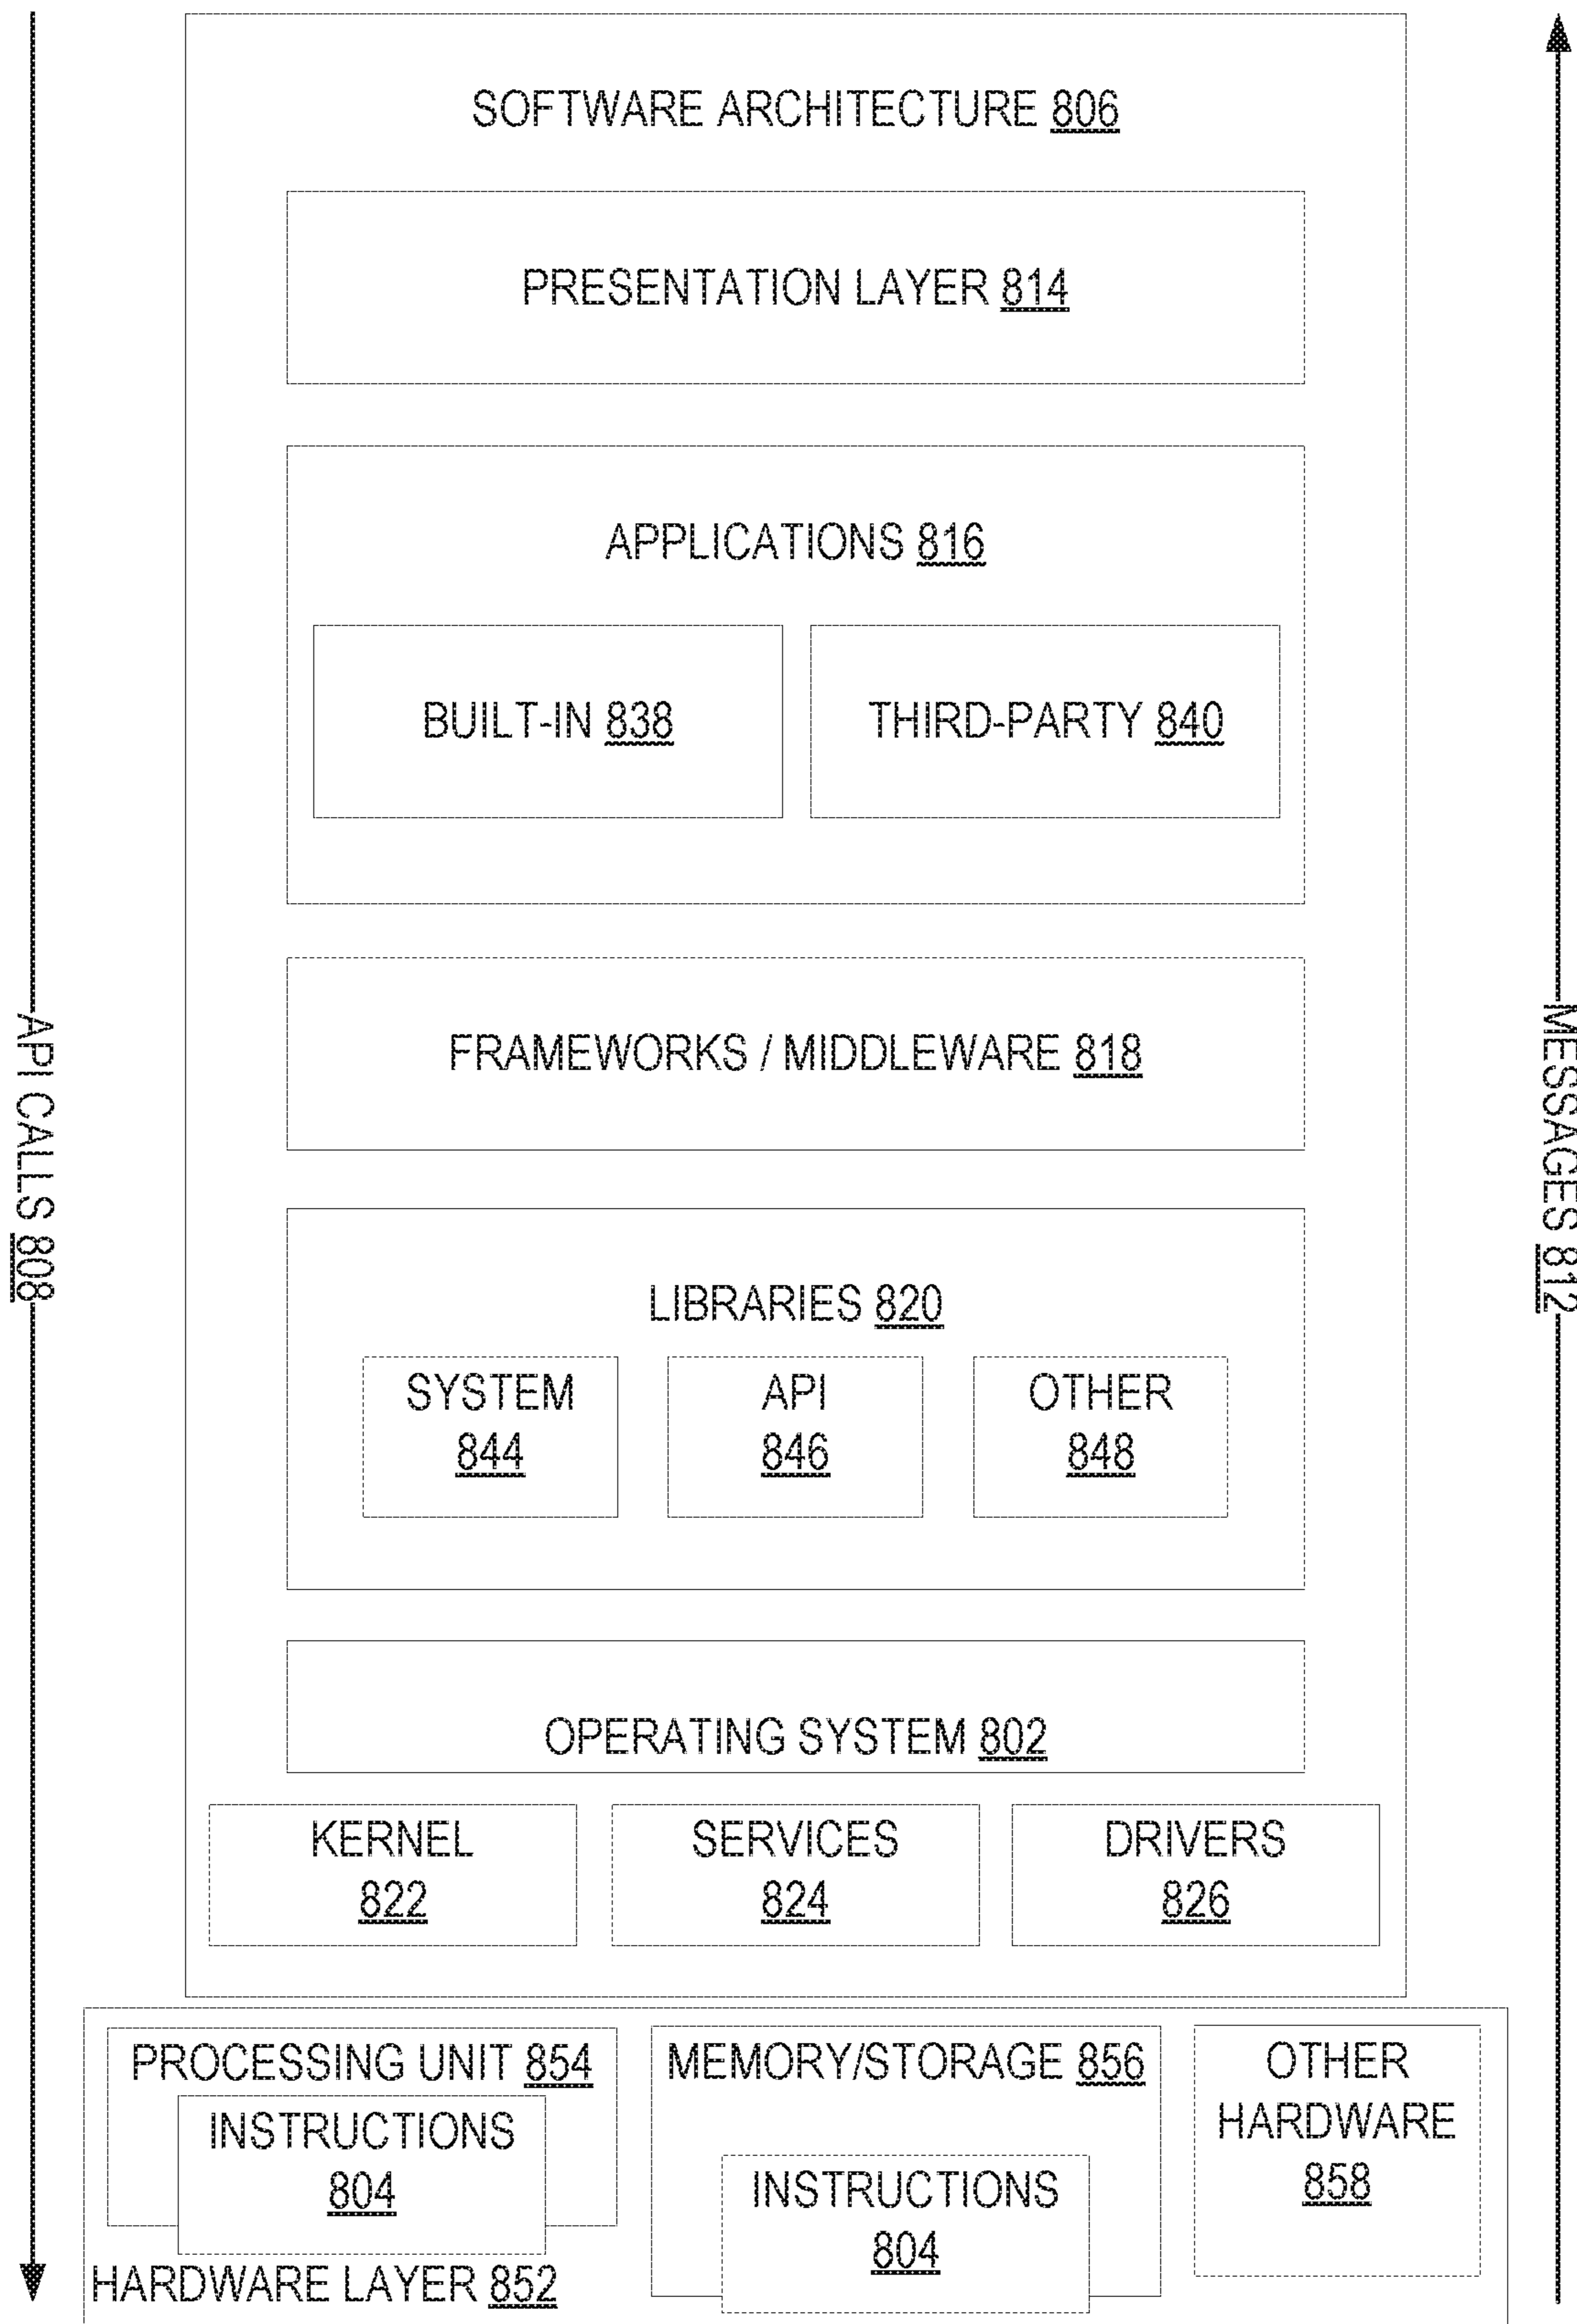 SOFTWARE ARCHITECTURE 806
PRESENTATION LAYER 814
APPLICATIONS 816
BUILT-IN 838
THIRD-PARTY 840
FRAMEWORKS / MIDDLEWARE 818
API CALLS 808
MESSAGES 812
LIBRARIES 820
SYSTEM
844
API
846
OTHER
848
OPERATING SYSTEM 802
KERNEL
822
SERVICES
824
DRIVERS
826
PROCESSING UNIT 854
INSTRUCTIONS
804
MEMORY/STORAGE 856
INSTRUCTIONS
804
OTHER
HARDWARE
858
HARDWARE LAYER 852